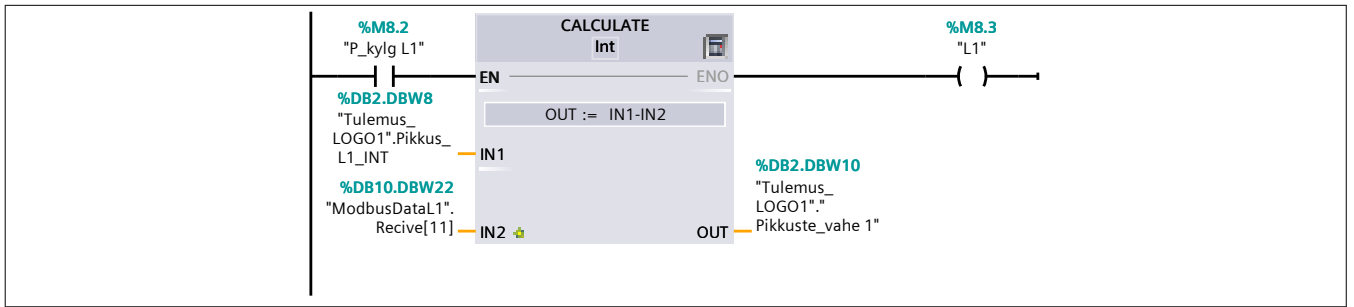 %M8.2
"P_kylg L1"
CALCULATE
Int
%M8.3
"L1"
EN
ENO
%DB2.DBW8
"Tulemus_
LOGO1".Pikkus_
L1_INT
OUT := IN1-IN2
IN1
%DB10.DBW22
"ModbusDataL1".
Recive[11]
IN2
OUT
%DB2.DBW10
"Tulemus_
LOGO1"."
Pikkuste_vahe 1"